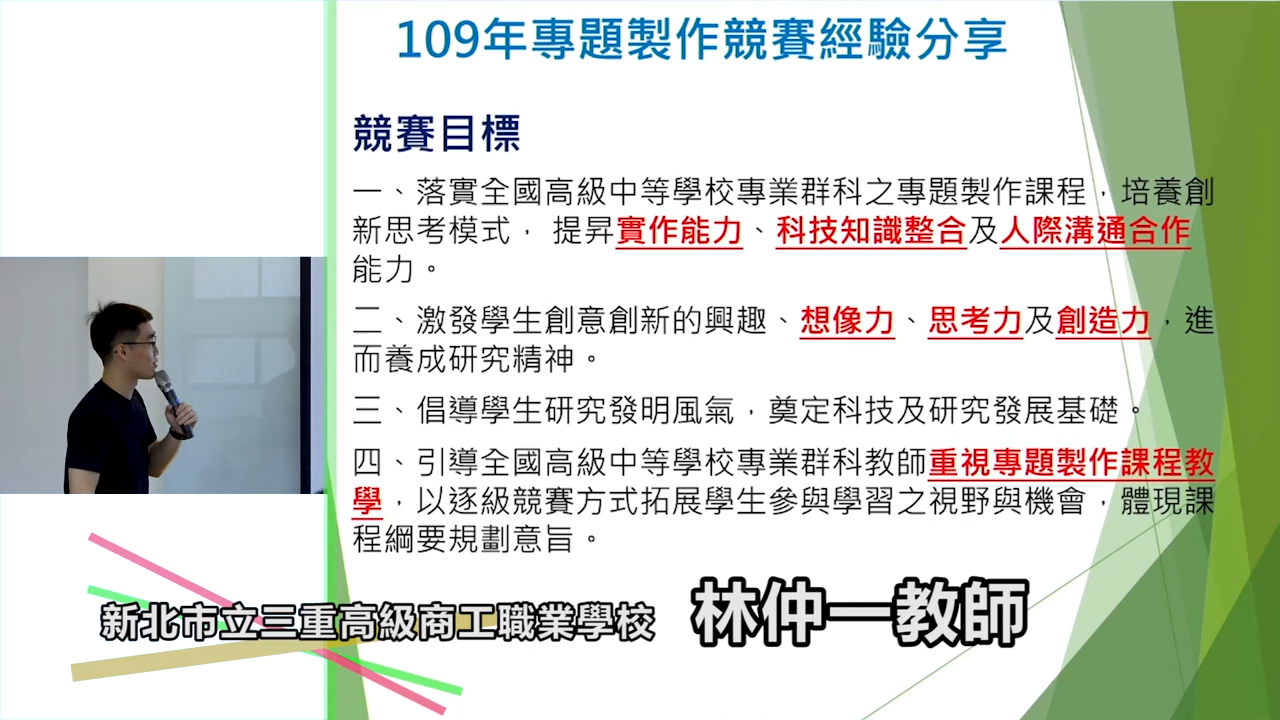 109年專題製作競賽經驗分享
競賽目標
一、落實全國高級中等學校專業群科之專題製作課程，培養創
新思考模式， 提昇實作能力、科技知識整合及人際溝通合作
能力。
二、激發學生創意創新的興趣、想像力、思考力及創造力，進
而養成研究精神。
三、倡導學生研究發明風氣，奠定科技及研究發展基礎。
四、引導全國高級中等學校專業群科教師重視專題製作課程教
學，以逐級競賽方式拓展學生參與學習之視野與機會，體現課
程綱要規劃意旨。
新北市立三重高級商工職業學校 林仲一教師